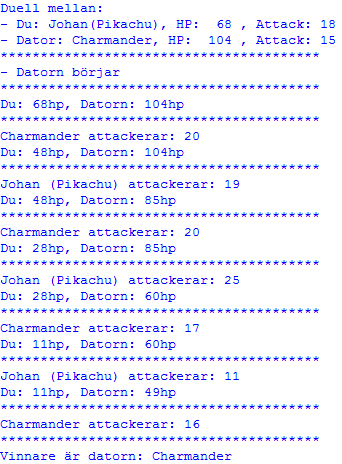 Duell mellan:
- Du: Johan(Pikachu), HP:  68 , Attack: 18
- Dator: Charmander, HP:  104 , Attack: 15
****************************************
- Datorn börjar
****************************************
Du: 68hp, Datorn: 104hp
****************************************
Charmander attackerar: 20
Du: 48hp, Datorn: 104hp
****************************************
Johan (Pikachu) attackerar: 19
Du: 48hp, Datorn: 85hp
****************************************
Charmander attackerar: 20
Du: 28hp, Datorn: 85hp
****************************************
Johan (Pikachu) attackerar: 25
Du: 28hp, Datorn: 60hp
****************************************
Charmander attackerar: 17
Du: 11hp, Datorn: 60hp
****************************************
Johan (Pikachu) attackerar: 11
Du: 11hp, Datorn: 49hp
****************************************
Charmander attackerar: 16
****************************************
Vinnare är datorn: Charmander